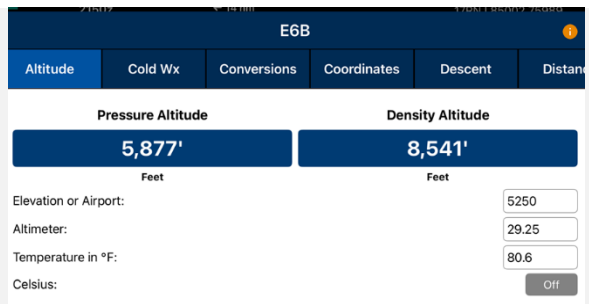 E6B
Altitude Cold Wx Conversions Coordinates Descent
Pressure Altitude Density Altitude
5,877' 8,541'
Feet Feet
Elevation or Airport: 5250
Altimeter: 29.25
Temperature in °F: 80.6
Celsius: Off